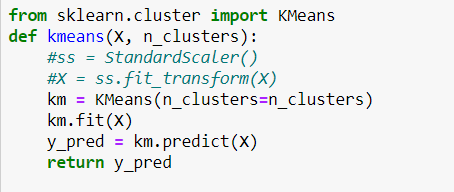 from sklearn.cluster import KMeans
def kmeans(X, n_clusters):
    #ss = StandardScaler()
    #X = ss.fit_transform(X)
    km = KMeans(n_clusters=n_clusters)
    km.fit(X)
    y_pred = km.predict(X)
    return y_pred